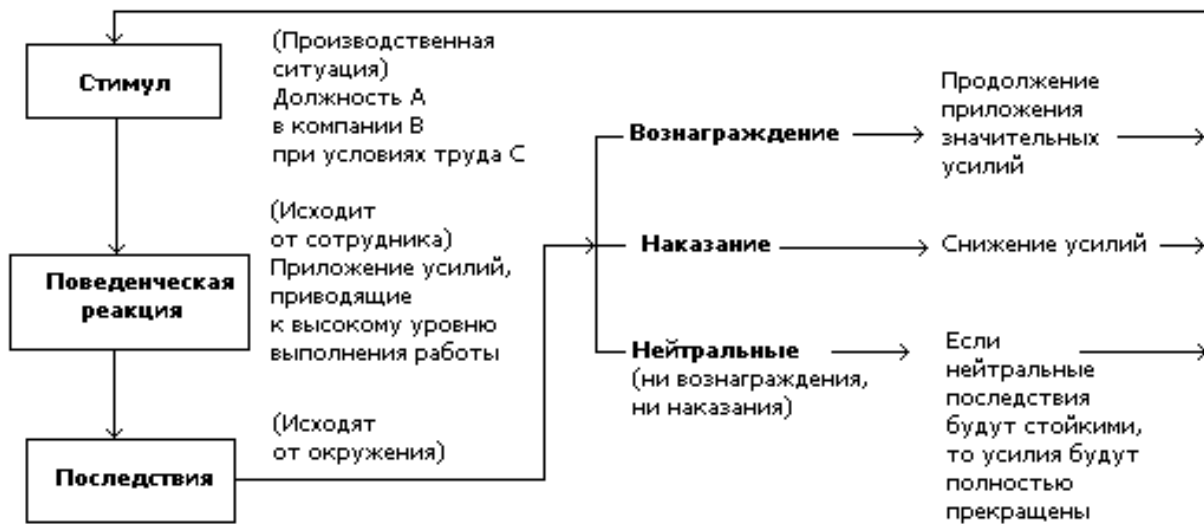 Стимул
(Производственная
ситуация)
Должность А
в компании В
при условиях труда С
Поведенческая
реакция
(Исходит
от сотрудника)
Приложение усилий,
приводящие
к высокому уровню
выполнения работы
Последствия
(Исходят
от окружения)
Вознаграждение
Продолжение
приложения
значительных
усилий
Наказание
Снижение усилий
Нейтральные
(ни вознаграждения,
ни наказания)
Если
нейтральные
последствия
будут стойкими,
то усилия будут
полностью
прекращены